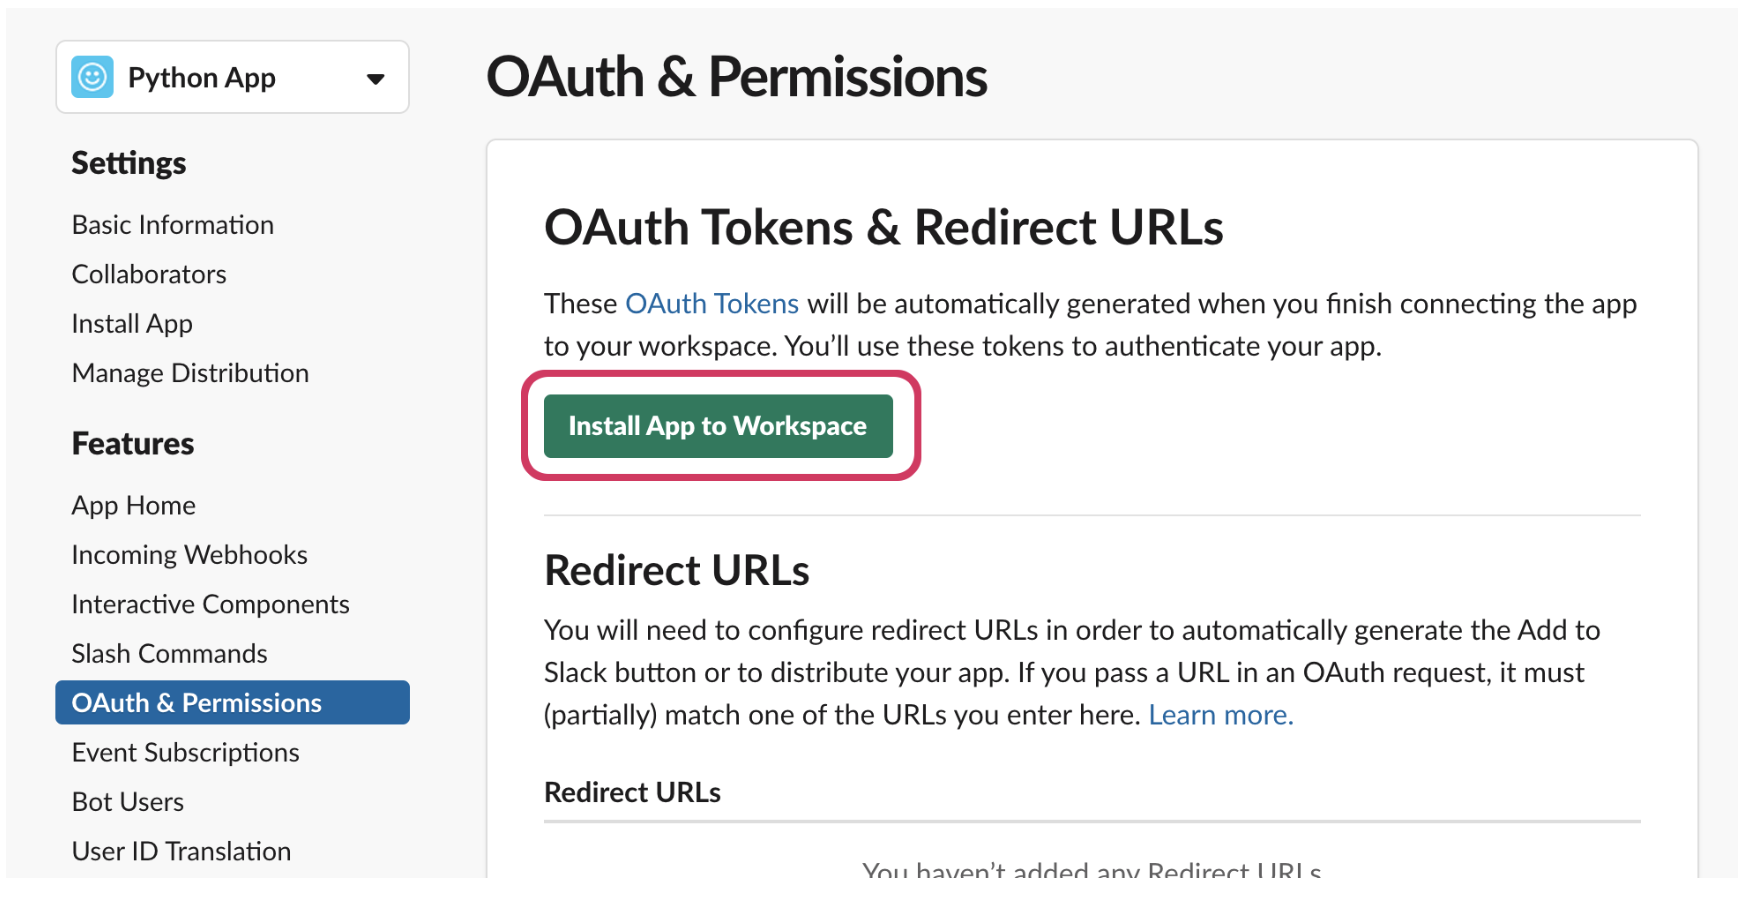 Python App
Settings
Basic Information
Collaborators
Install App
Manage Distribution
Features
App Home
Incoming Webhooks
Interactive Components
Slash Commands
OAuth & Permissions
Event Subscriptions
Bot Users
User ID Translation
OAuth & Permissions
OAuth Tokens & Redirect URLs
These OAuth Tokens will be automatically generated when you finish connecting the app
to your workspace. You’ll use these tokens to authenticate your app.
Install App to Workspace
Redirect URLs
You will need to configure redirect URLs in order to automatically generate the Add to
Slack button or to distribute your app. If you pass a URL in an OAuth request, it must
(partially) match one of the URLs you enter here. Learn more.
Redirect URLs
You haven’t added any Redirect URLs